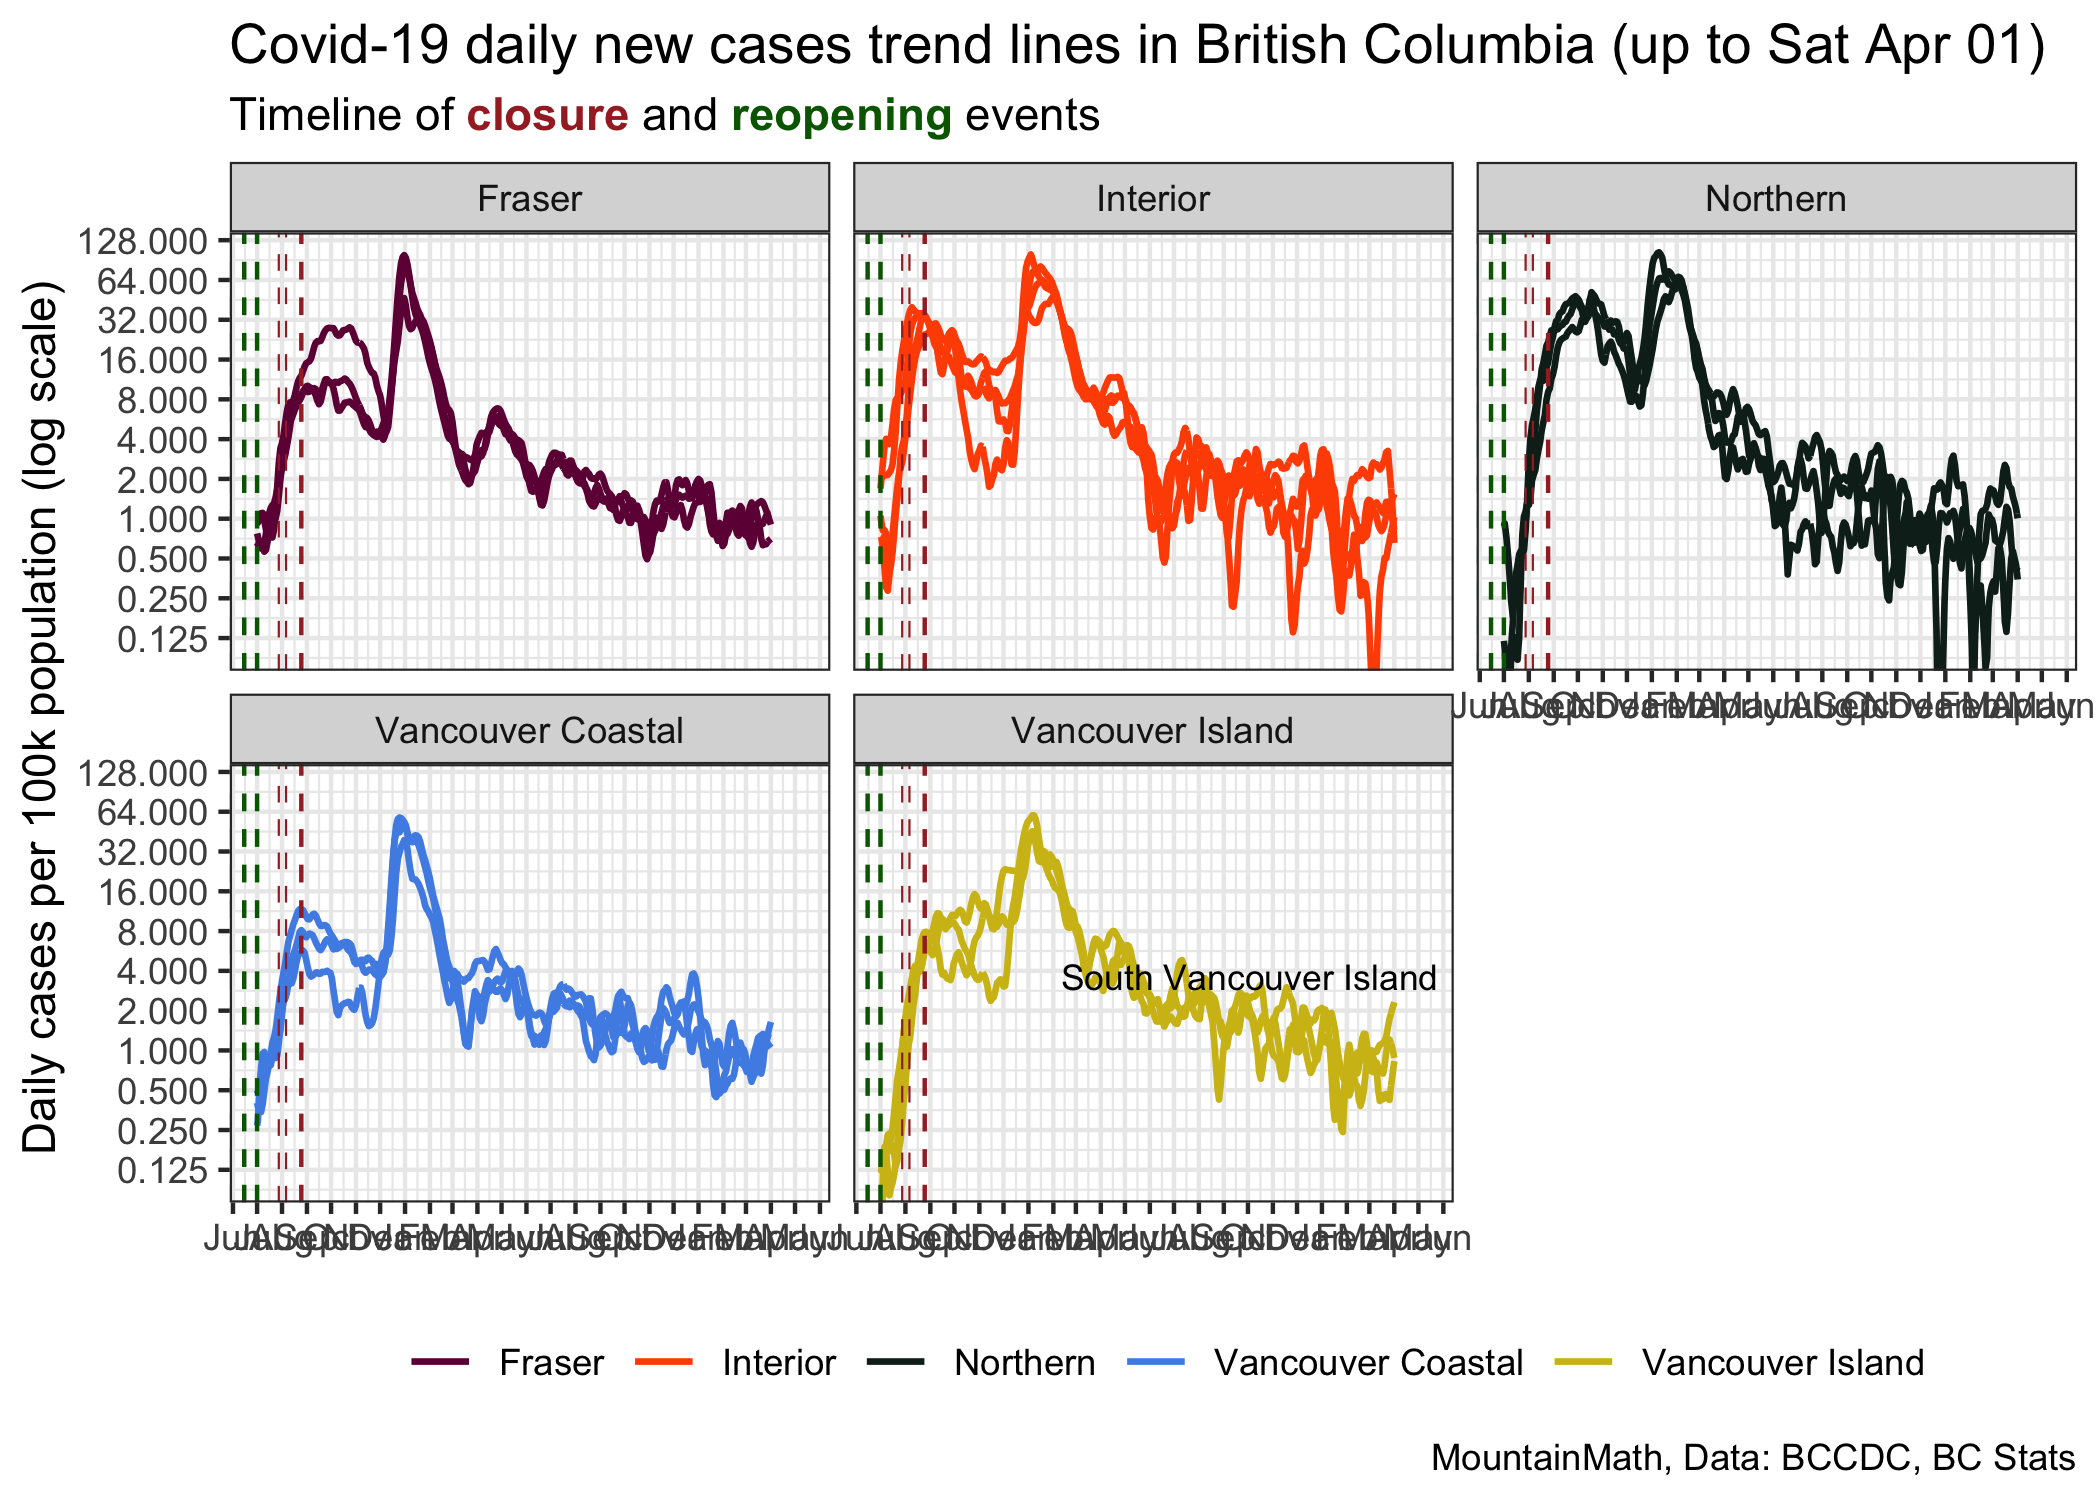 Covid-19 daily new cases trend lines in British Columbia (up to Sat Apr 01)
Timeline of closure and reopening events
Daily cases per 100k population (log scale)
Fraser
Interior
Northern
128.000
64.000
32.000
16.000
8.000
4.000
2.000
1.000
0.500
0.250
0.125
Vancouver Coastal
Vancouver Island
128.000
64.000
32.000
16.000
8.000
4.000
2.000
1.000
0.500
0.250
0.125
South Vancouver Island
Fraser
Interior
Northern
Vancouver Coastal
Vancouver Island
MountainMath, Data: BCCDC, BC Stats